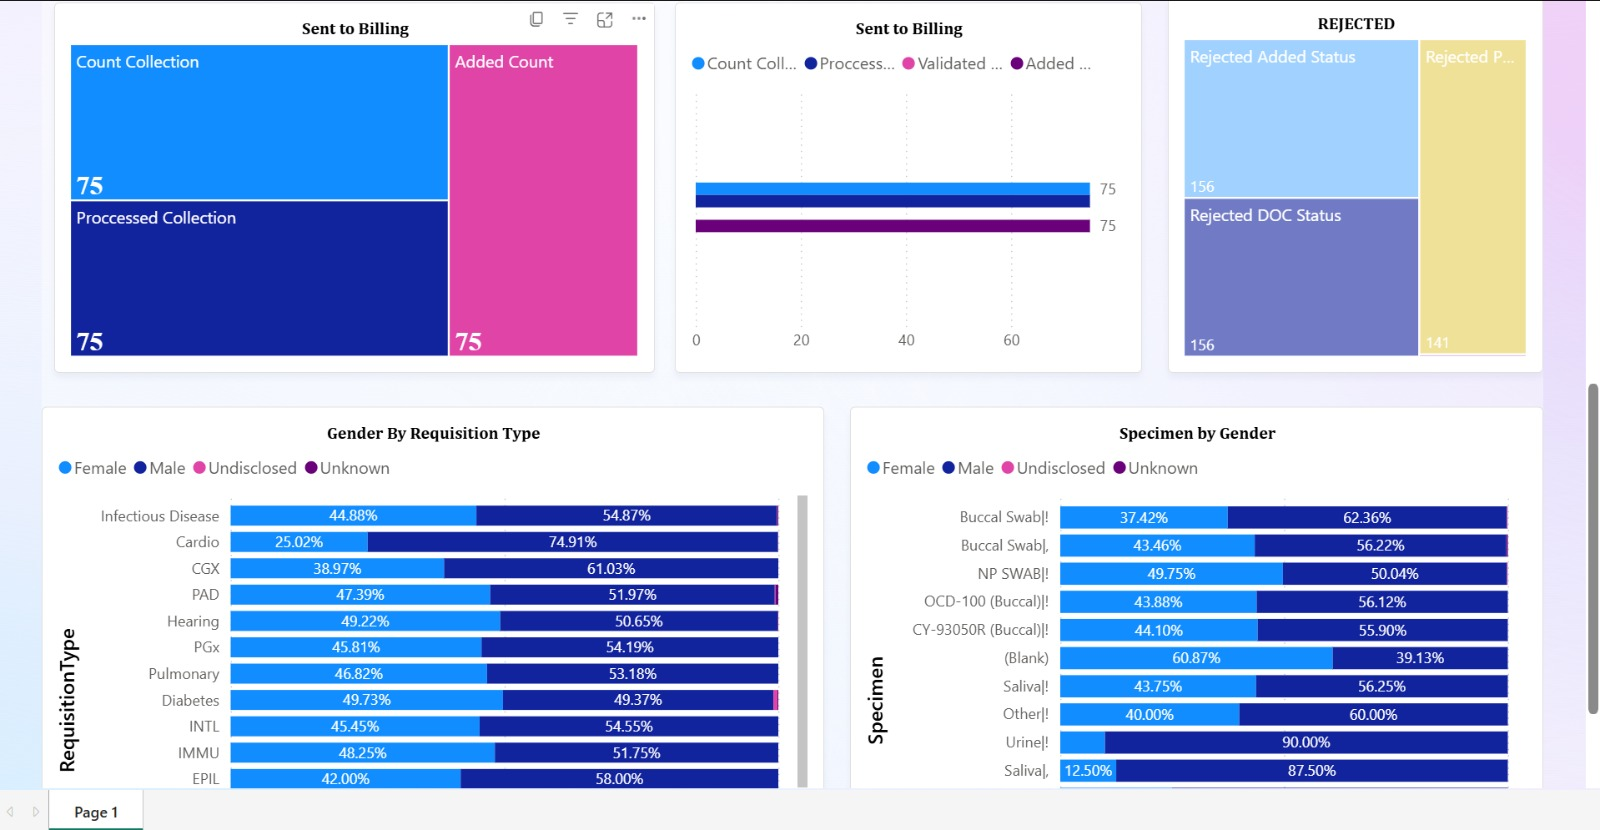 Sent to Billing
Count Collection
75
Proccessed Collection
75
Added Count
75
Sent to Billing
Count Coll... Proccess... Validated ... Added ...
75
75
0 20 40 60
REJECTED
Rejected Added Status
156
Rejected DOC Status
156
Rejected P...
141
Gender By Requisition Type
Female Male Undisclosed Unknown
RequisitionType
Infectious Disease 44.88% 54.87%
Cardio 25.02% 74.91%
CGX 38.97% 61.03%
PAD 47.39% 51.97%
Hearing 49.22% 50.65%
PGx 45.81% 54.19%
Pulmonary 46.82% 53.18%
Diabetes 49.73% 49.37%
INTL 45.45% 54.55%
IMMU 48.25% 51.75%
EPIL 42.00% 58.00%
Specimen by Gender
Female Male Undisclosed Unknown
Specimen
Buccal Swab|! 37.42% 62.36%
Buccal Swab|, 43.46% 56.22%
NP SWAB|! 49.75% 50.04%
OCD-100 (Buccal)|! 43.88% 56.12%
CY-93050R (Buccal)|! 44.10% 55.90%
(Blank) 60.87% 39.13%
Saliva|! 43.75% 56.25%
Other|! 40.00% 60.00%
Urine|! 90.00%
Saliva|, 12.50% 87.50%
Page 1